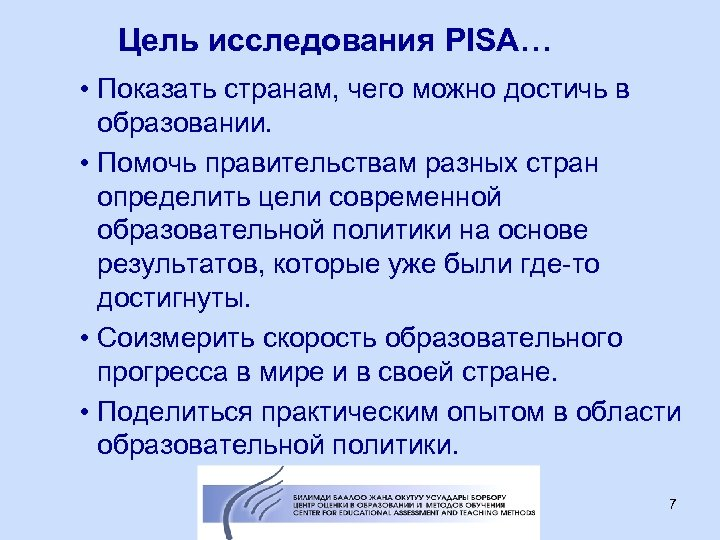 Цель исследования PISA…
• Показать странам, чего можно достичь в
образовании.
• Помочь правительствам разных стран
определить цели современной
образовательной политики на основе
результатов, которые уже были где-то
достигнуты.
• Соизмерить скорость образовательного
прогресса в мире и в своей стране.
• Поделиться практическим опытом в области
образовательной политики.
БИЛИМДИ БААЛОО ЖАНА ОКУТУУ УСУЛДАРЫ БОРБОРУ
ЦЕНТР ОЦЕНКИ В ОБРАЗОВАНИИ И МЕТОДОВ ОБУЧЕНИЯ
CENTER FOR EDUCATIONAL ASSESSMENT AND TEACHING METHODS
7